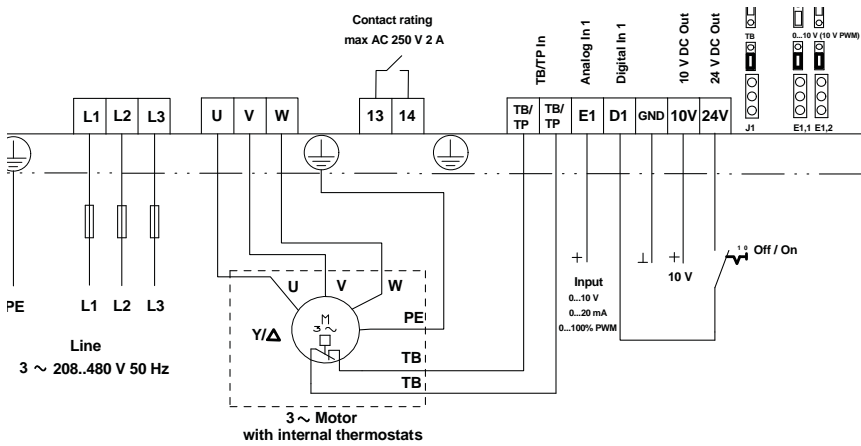 Contact rating
max AC 250 V 2 A
TB/TP In
Analog In 1
Digital In 1
10 V DC Out
24 V DC Out
TB
0...10 V (10 PWM)
L1 L2 L3
U V W
13 14
TB/
TP
TB/
TP
E1 D1 GND 10V 24V
J1
E1,1 E1,2
1 0
Off / On
+
⊥
+
10 V
Input
0...10 V
0...20 mA
0...100% PWM
PE
L1 L2 L3
U V W
M
3 ~
PE
Y/Δ
TB
TB
Line
3 ~ 208..480 V 50 Hz
3 ~ Motor
with internal thermostats